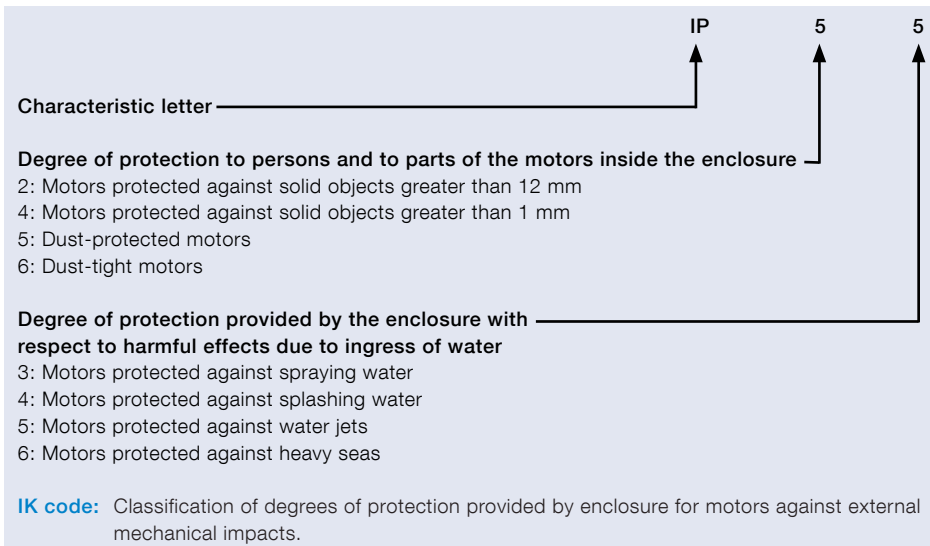 IP 5 5
Characteristic letter
Degree of protection to persons and to parts of the motors inside the enclosure
2: Motors protected against solid objects greater than 12 mm
4: Motors protected against solid objects greater than 1 mm
5: Dust-protected motors
6: Dust-tight motors
Degree of protection provided by the enclosure with
respect to harmful effects due to ingress of water
3: Motors protected against spraying water
4: Motors protected against splashing water
5: Motors protected against water jets
6: Motors protected against heavy seas
IK code: Classification of degrees of protection provided by enclosure for motors against external
mechanical impacts.